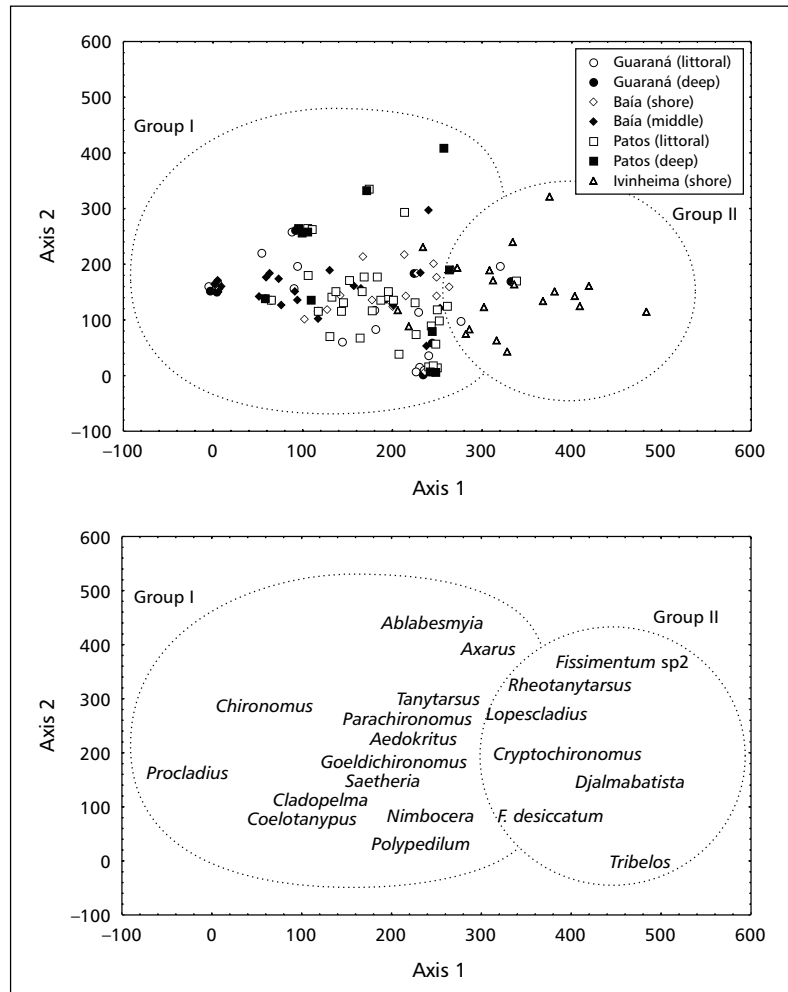 600
500
400
300
200
100
0
−100
Axis 2
Group I
Group II
Guaraná (littoral)
Guaraná (deep)
Baía (shore)
Baía (middle)
Patos (littoral)
Patos (deep)
Ivinheima (shore)
−100 0 100 200 300 400 500 600
Axis 1
600
500
400
300
200
100
0
−100
Axis 2
Group I
Group II
Ablabesmyia
Axarus
Fissimentum sp2
Rheotanytarsus
Chironomus
Tanytarsus
Lopescladius
Parachironomus
Aedokritus
Goeldichironomus
Cryptochironomus
Procladius
Saetheria
Djalmabatista
Cladopelma
Coelotanypus
Nimbocera
F. desiccatum
Polypedilum
Tribelos
−100 0 100 200 300 400 500 600
Axis 1